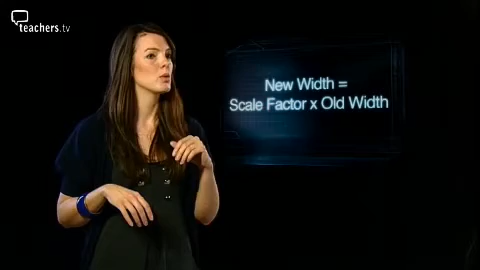 teachers.tv
New Width =
Scale Factor x Old Width